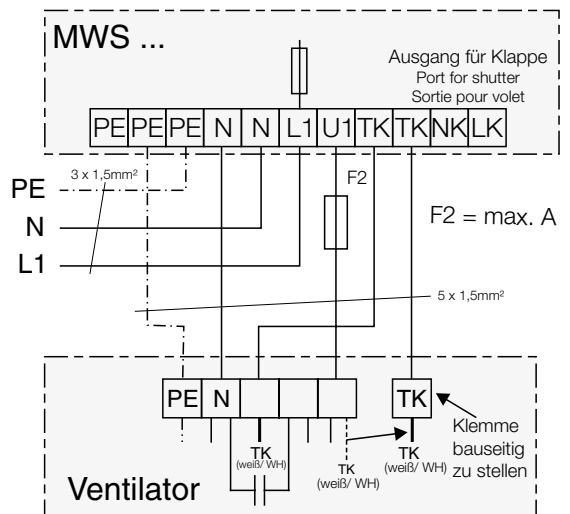 MWS ...
Ausgang für Klappe
Port for shutter
Sortie pour volet
PE PE PE N N L1 U1 TK TK NK LK
3 x 1,5mm²
F2
PE
N
F2 = max. A
L1
5 x 1,5mm²
PE N TK
TK
(weiß/ WH)
TK
(weiß/ WH)
TK
(weiß/ WH)
Klemme
bauseitig
zu stellen
Ventilator